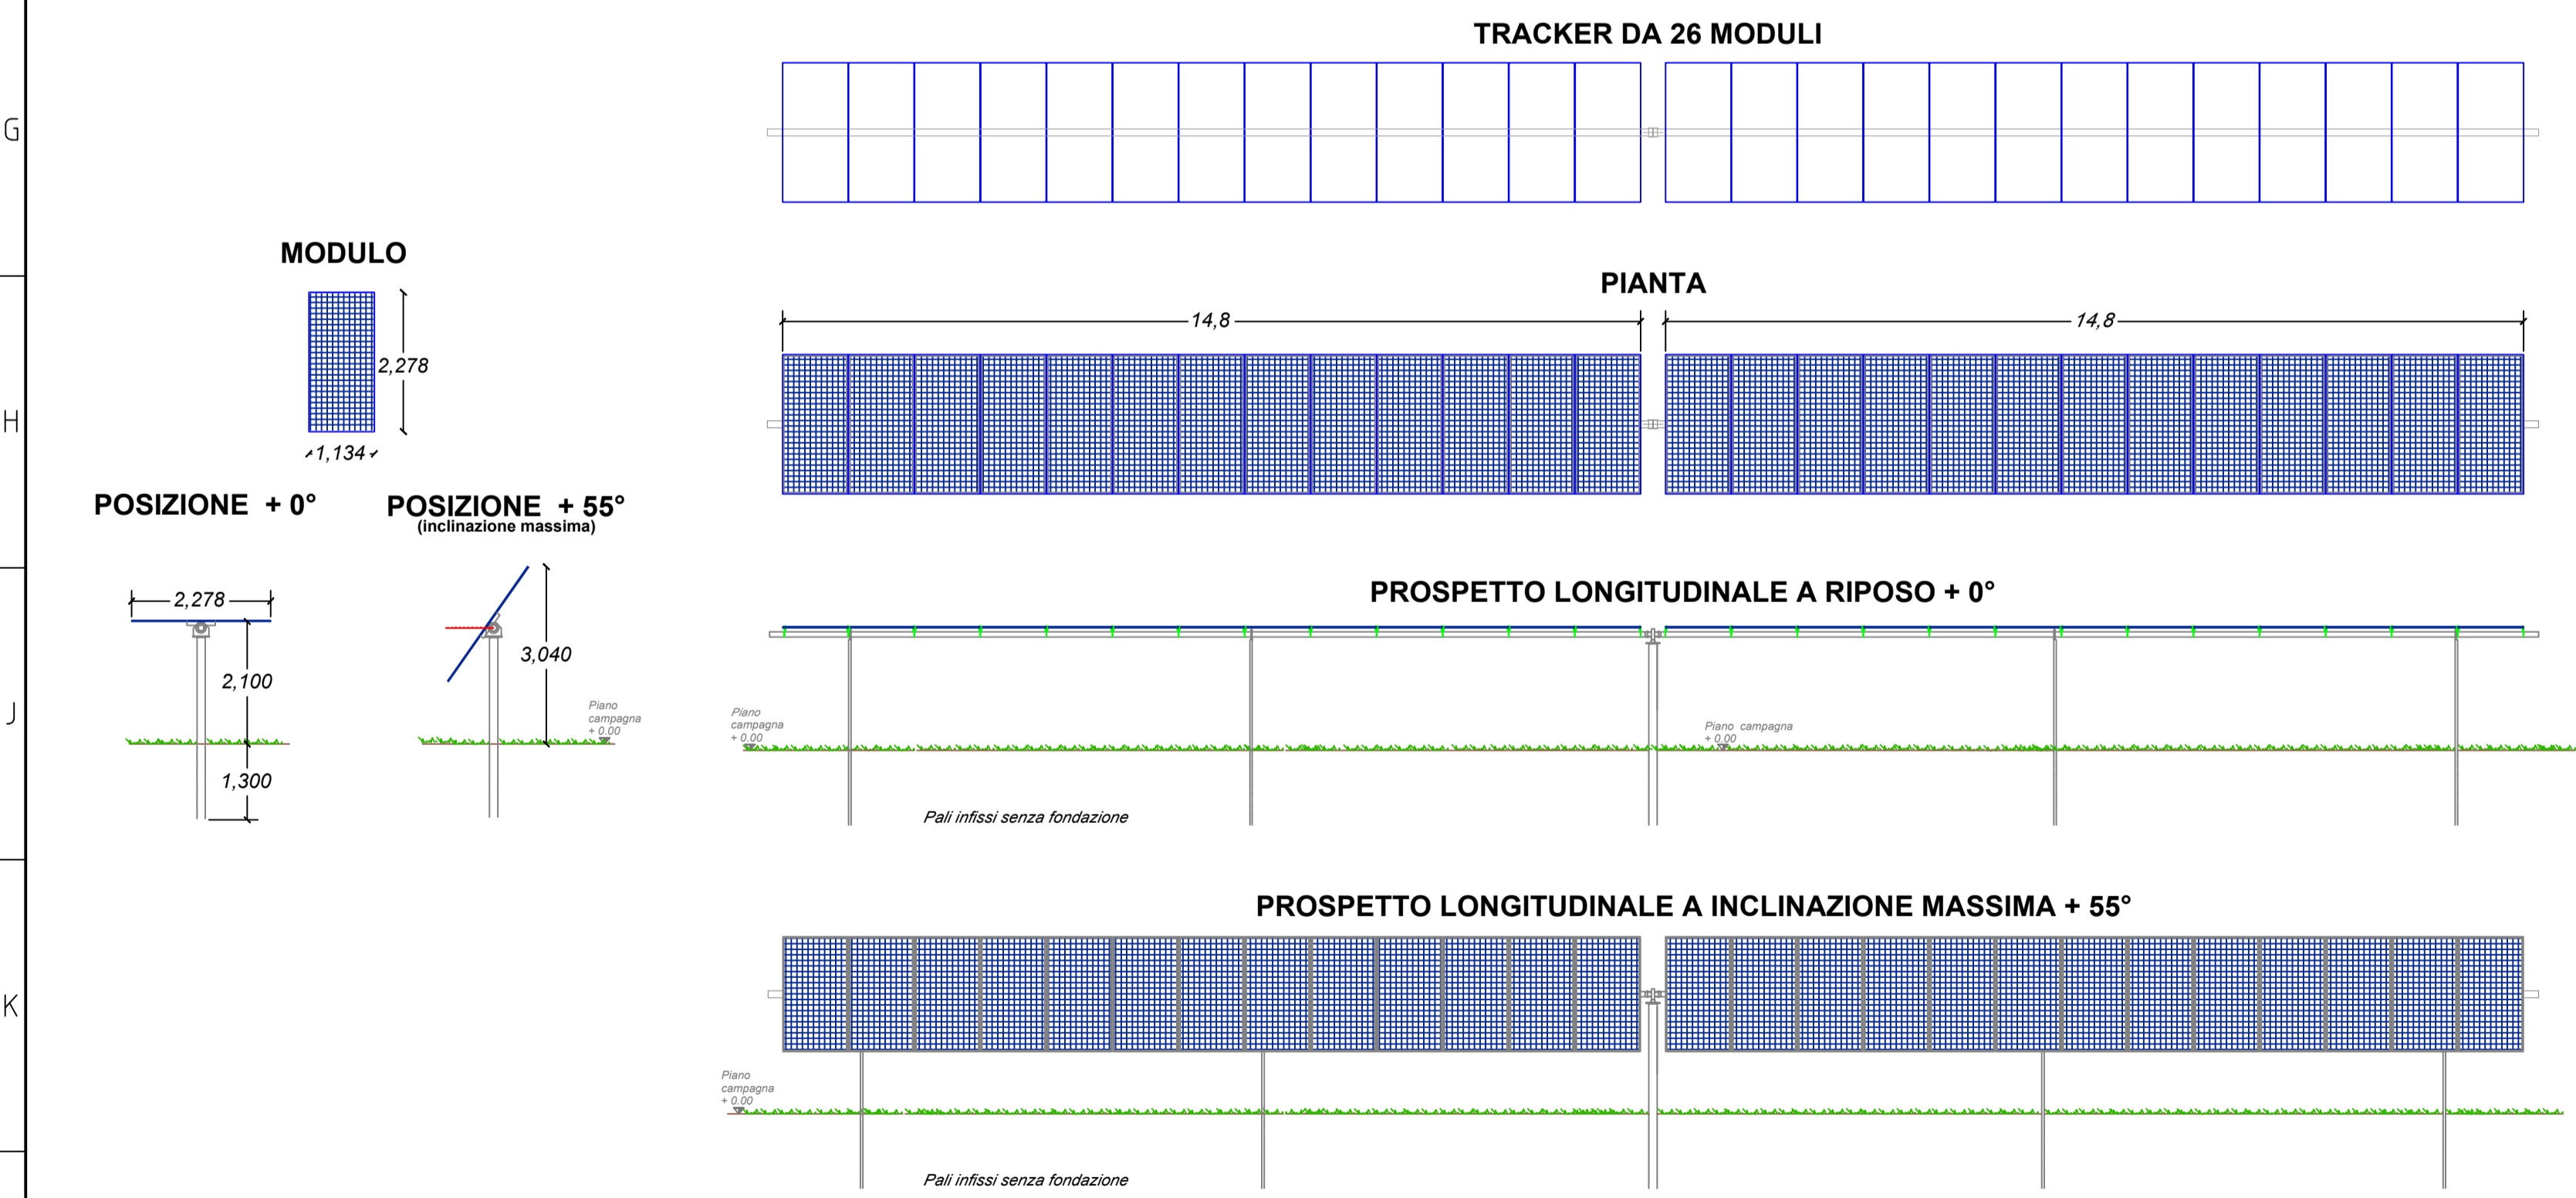 TRACKER DA 26 MODULI
G
MODULO
2,278
1,134
PIANTA
14,8
14,8
H
POSIZIONE + 0°
POSIZIONE + 55°
(inclinazione massima)
2,278
2,100
1,300
3,040
Piano
campagna
+ 0.00
J
PROSPETTO LONGITUDINALE A RIPOSO + 0°
Piano
campagna
+ 0.00
Piano campagna
+ 0.00
Pali infissi senza fondazione
PROSPETTO LONGITUDINALE A INCLINAZIONE MASSIMA + 55°
K
Piano
campagna
+ 0.00
Pali infissi senza fondazione